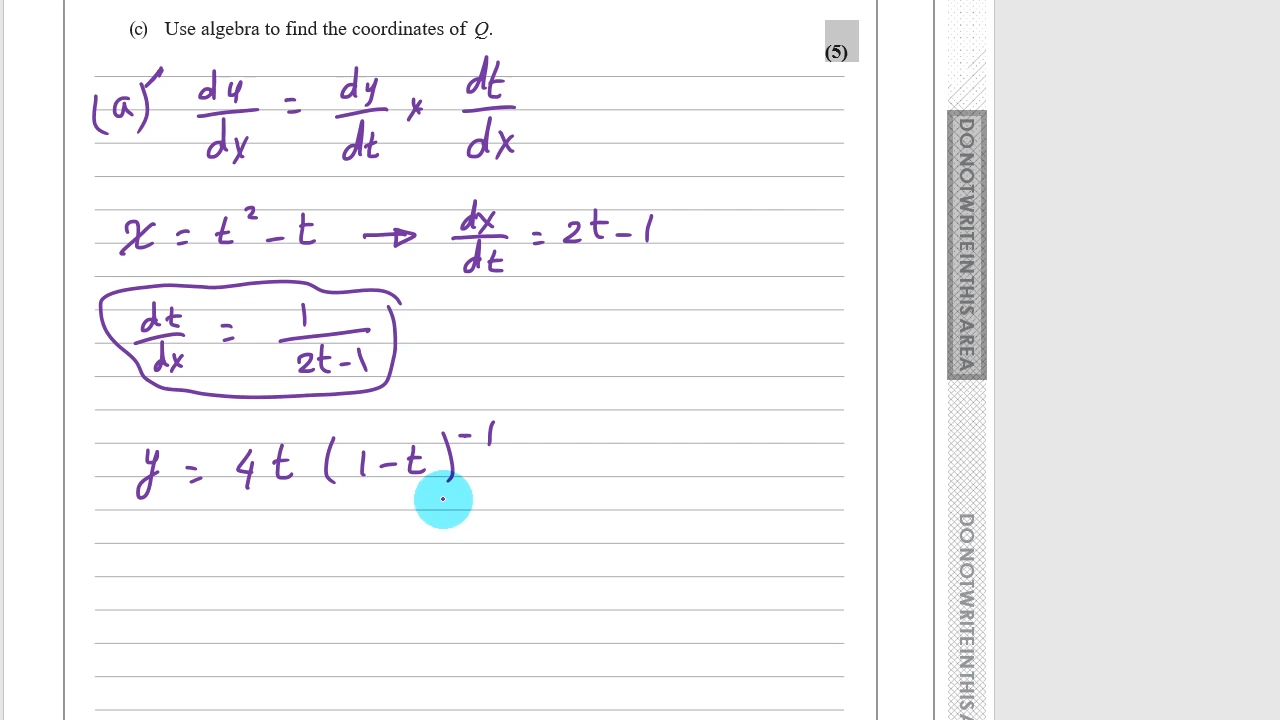 (c) Use algebra to find the coordinates of Q.
(5)
(a) dy/dx = dy/dt × dt/dx
x = t² - t → dx/dt = 2t - 1
dt/dx = 1/(2t - 1)
y = 4t (1 - t)⁻¹
DO NOT WRITE IN THIS AREA
DO NOT WRITE IN THIS A